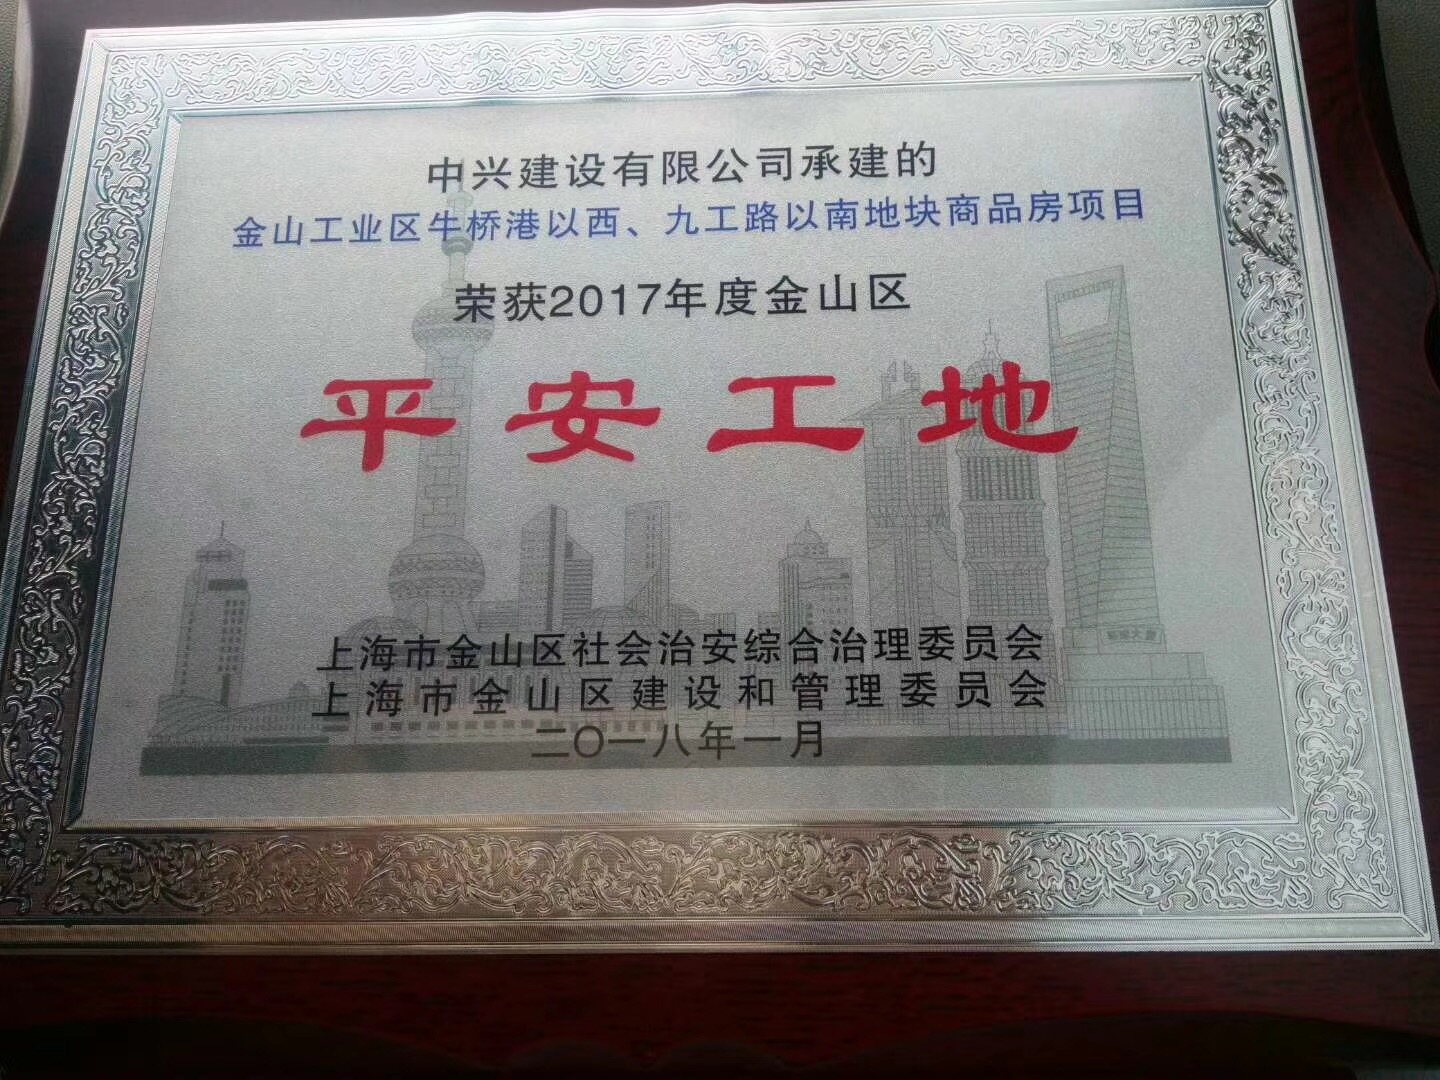 中兴建设有限公司承建的
金山工业区牛桥港以西、九工路以南地块商品房项目
荣获2017年度金山区
平安工地
上海市金山区社会治安综合治理委员会
上海市金山区建设和管理委员会
二〇一八年一月